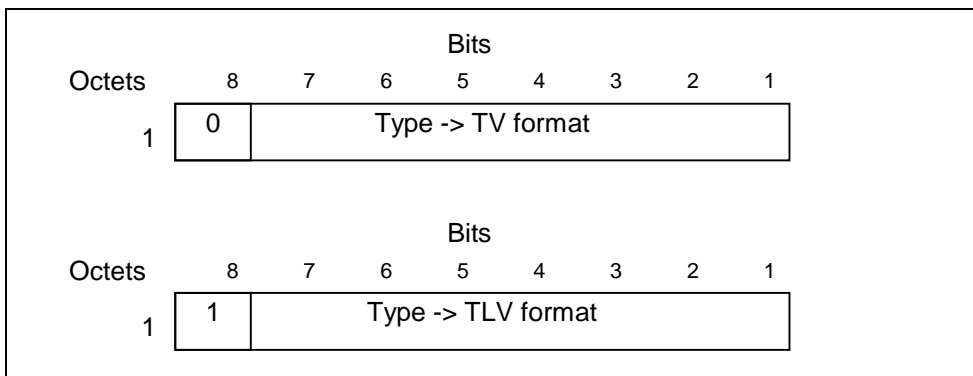 Bits
Octets 8 7 6 5 4 3 2 1
1 0 Type -> TV format
Bits
Octets 8 7 6 5 4 3 2 1
1 1 Type -> TLV format